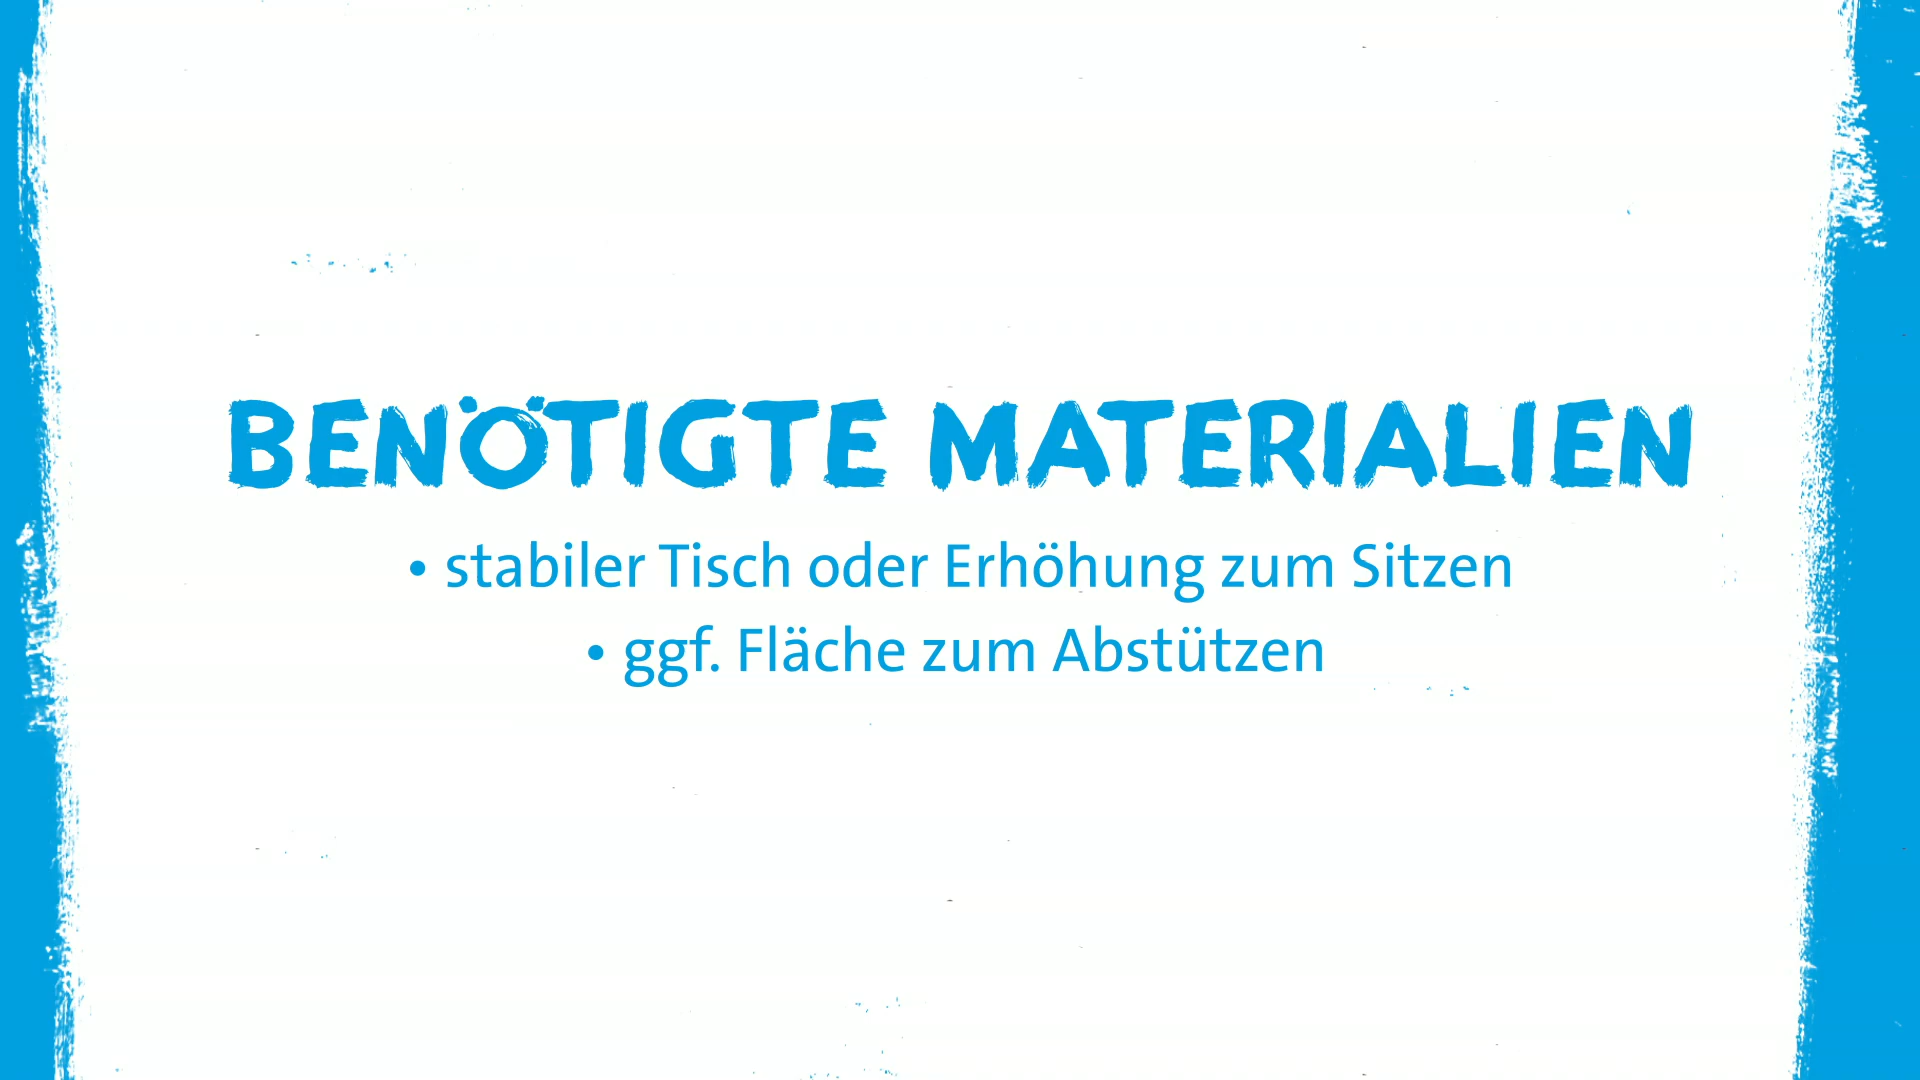 BENÖTIGTE MATERIALIEN
• stabiler Tisch oder Erhöhung zum Sitzen
• ggf. Fläche zum Abstützen